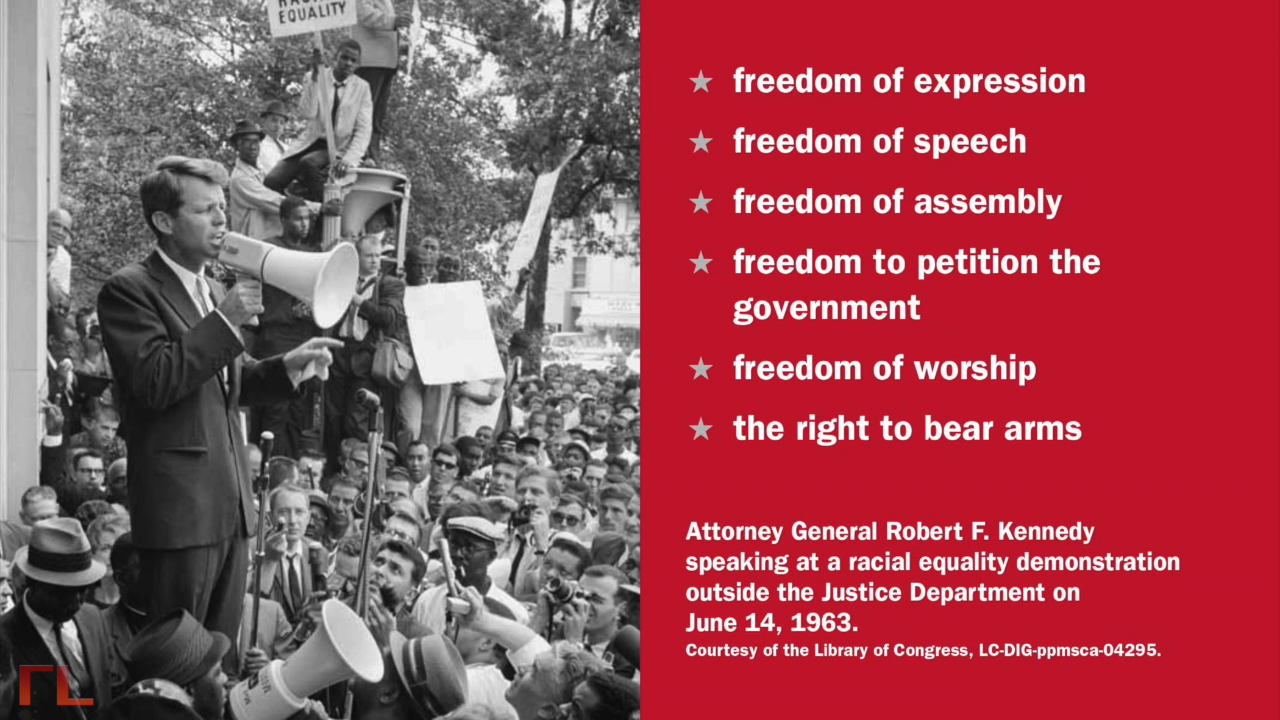 EQUALITY
freedom of expression
freedom of speech
freedom of assembly
freedom to petition the
government
freedom of worship
the right to bear arms
Attorney General Robert F. Kennedy
speaking at a racial equality demonstration
outside the Justice Department on
June 14, 1963.
Courtesy of the Library of Congress, LC-DIG-ppmsca-04295.